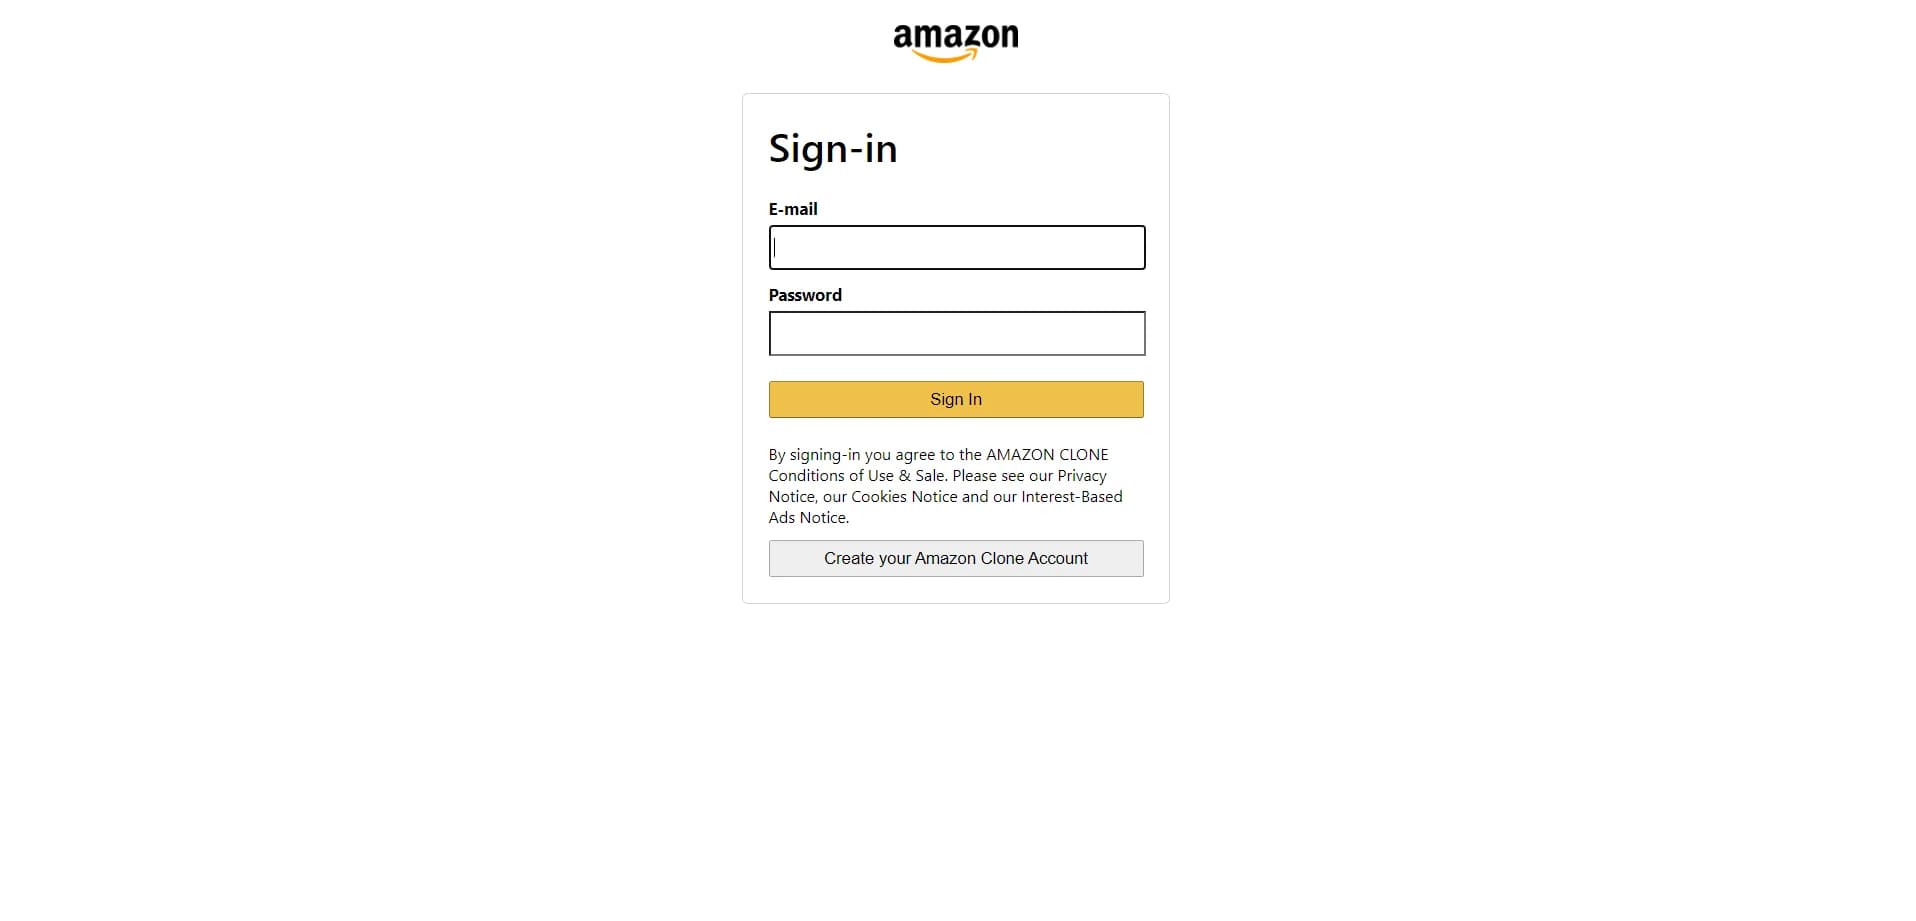 amazon
Sign-in
E-mail
Password
Sign In
By signing-in you agree to the AMAZON CLONE
Conditions of Use & Sale. Please see our Privacy
Notice, our Cookies Notice and our Interest-Based
Ads Notice.
Create your Amazon Clone Account